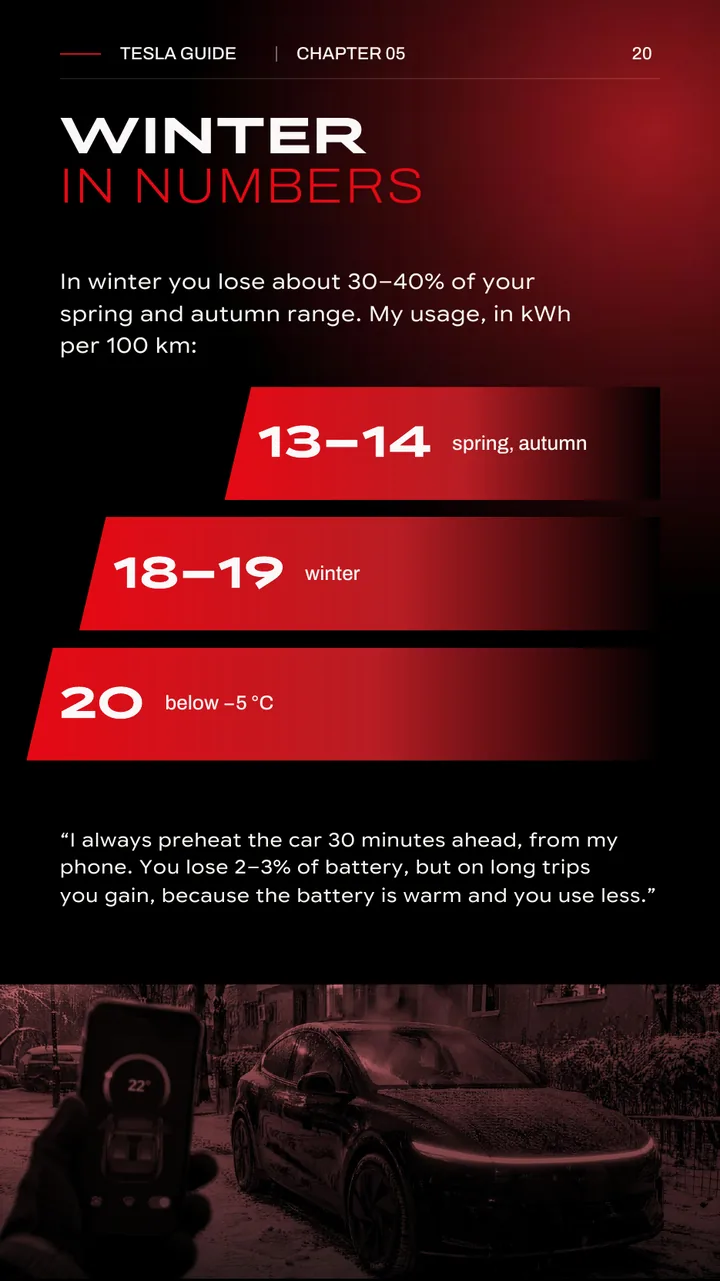 TESLA GUIDE | CHAPTER 05 20
WINTER
IN NUMBERS
In winter you lose about 30–40% of your
spring and autumn range. My usage, in kWh
per 100 km:
13–14 spring, autumn
18–19 winter
20 below –5 °C
“I always preheat the car 30 minutes ahead, from my
phone. You lose 2–3% of battery, but on long trips
you gain, because the battery is warm and you use less.”
22°